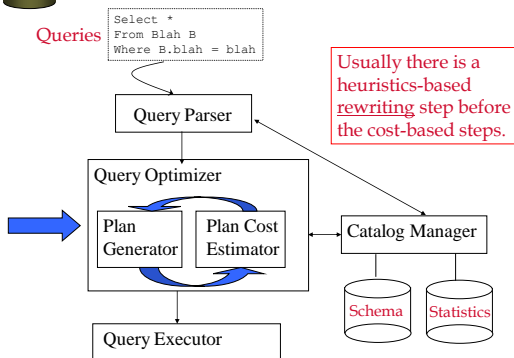 Queries
Select *
From Blah B
Where B.blah = blah
Usually there is a
heuristics-based
rewriting step before
the cost-based steps.
Query Parser
Query Optimizer
Plan
Generator
Plan Cost
Estimator
Catalog Manager
Schema
Statistics
Query Executor